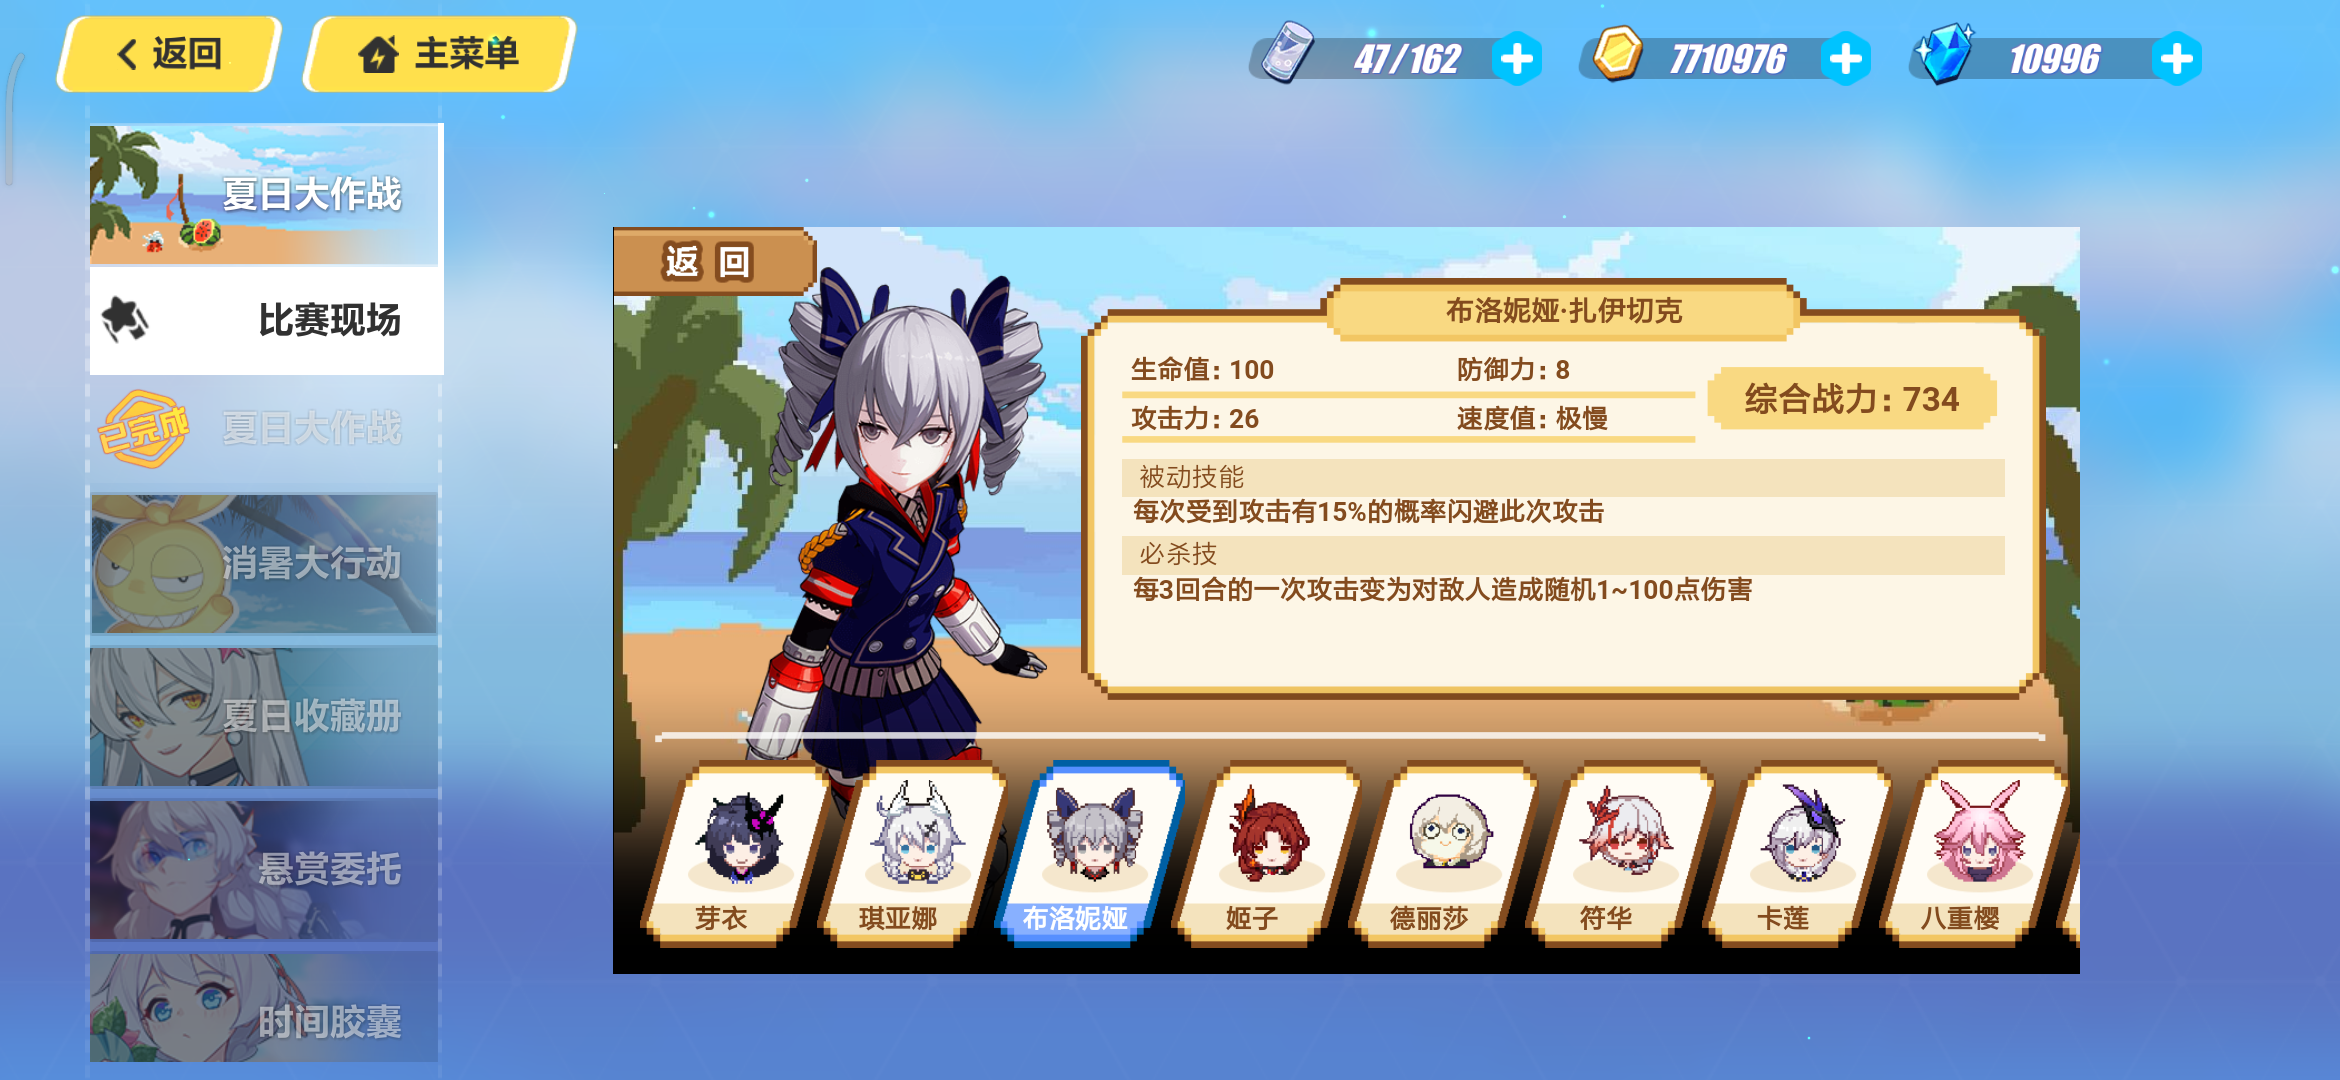 返回
主菜单
47/162
7710976
10996
夏日大作战
比赛现场
已完成
夏日大作战
消暑大行动
夏日收藏册
悬赏委托
时间胶囊
返 回
布洛妮娅·扎伊切克
生命值：100
防御力：8
攻击力：26
速度值：极慢
综合战力：734
被动技能
每次受到攻击有15%的概率闪避此次攻击
必杀技
每3回合的一次攻击变为对敌人造成随机1~100点伤害
芽衣
琪亚娜
布洛妮娅
姬子
德丽莎
符华
卡莲
八重樱